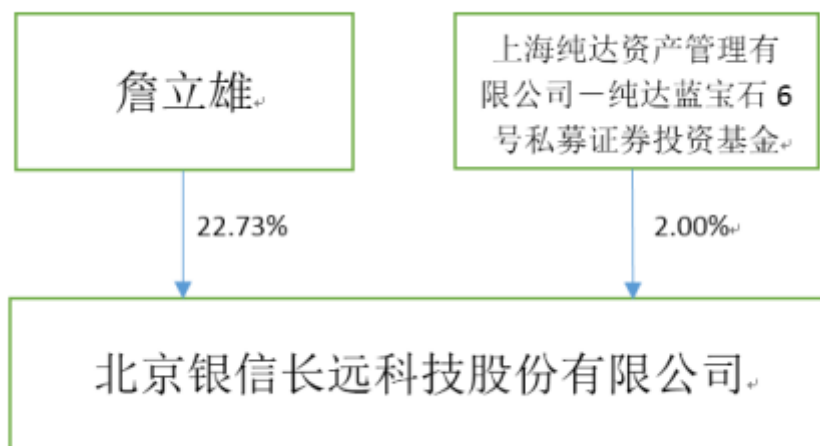 詹立雄
上海纯达资产管理有
限公司－纯达蓝宝石 6
号私募证券投资基金
22.73%
2.00%
北京银信长远科技股份有限公司